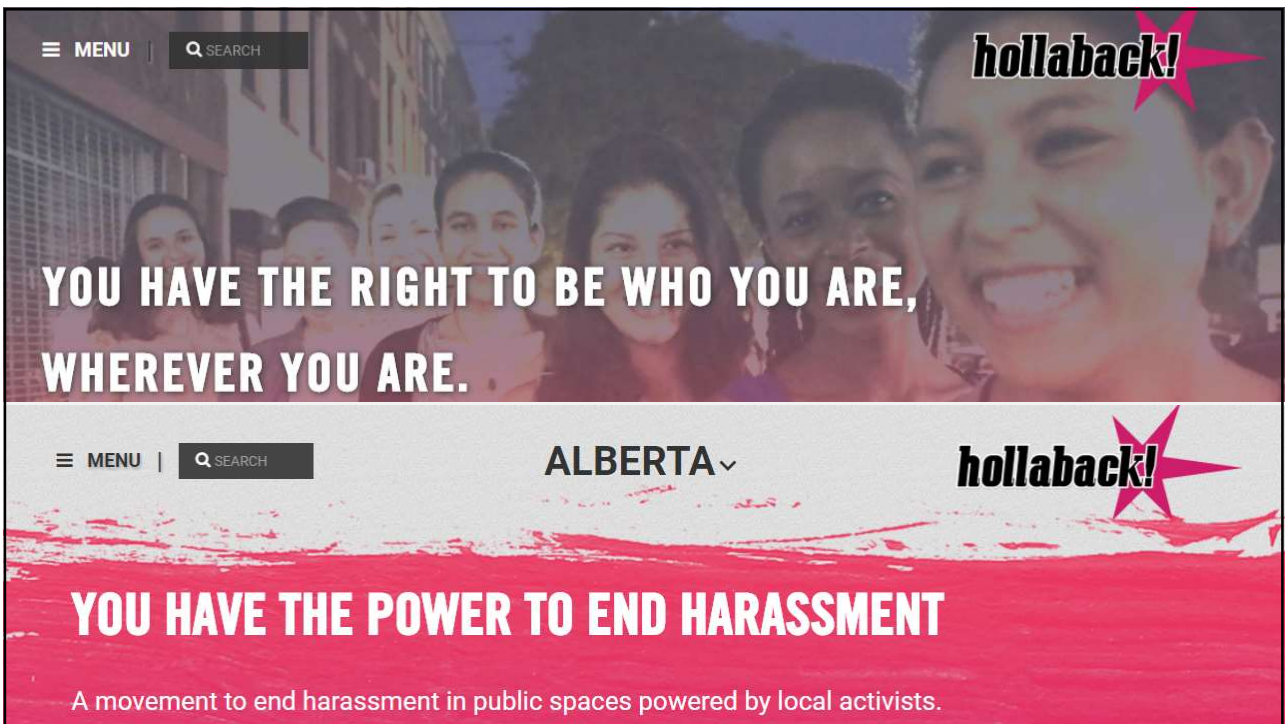 MENU | SEARCH
hollaback!
YOU HAVE THE RIGHT TO BE WHO YOU ARE,
WHEREVER YOU ARE.
MENU | SEARCH
ALBERTA
hollaback!
YOU HAVE THE POWER TO END HARASSMENT
A movement to end harassment in public spaces powered by local activists.